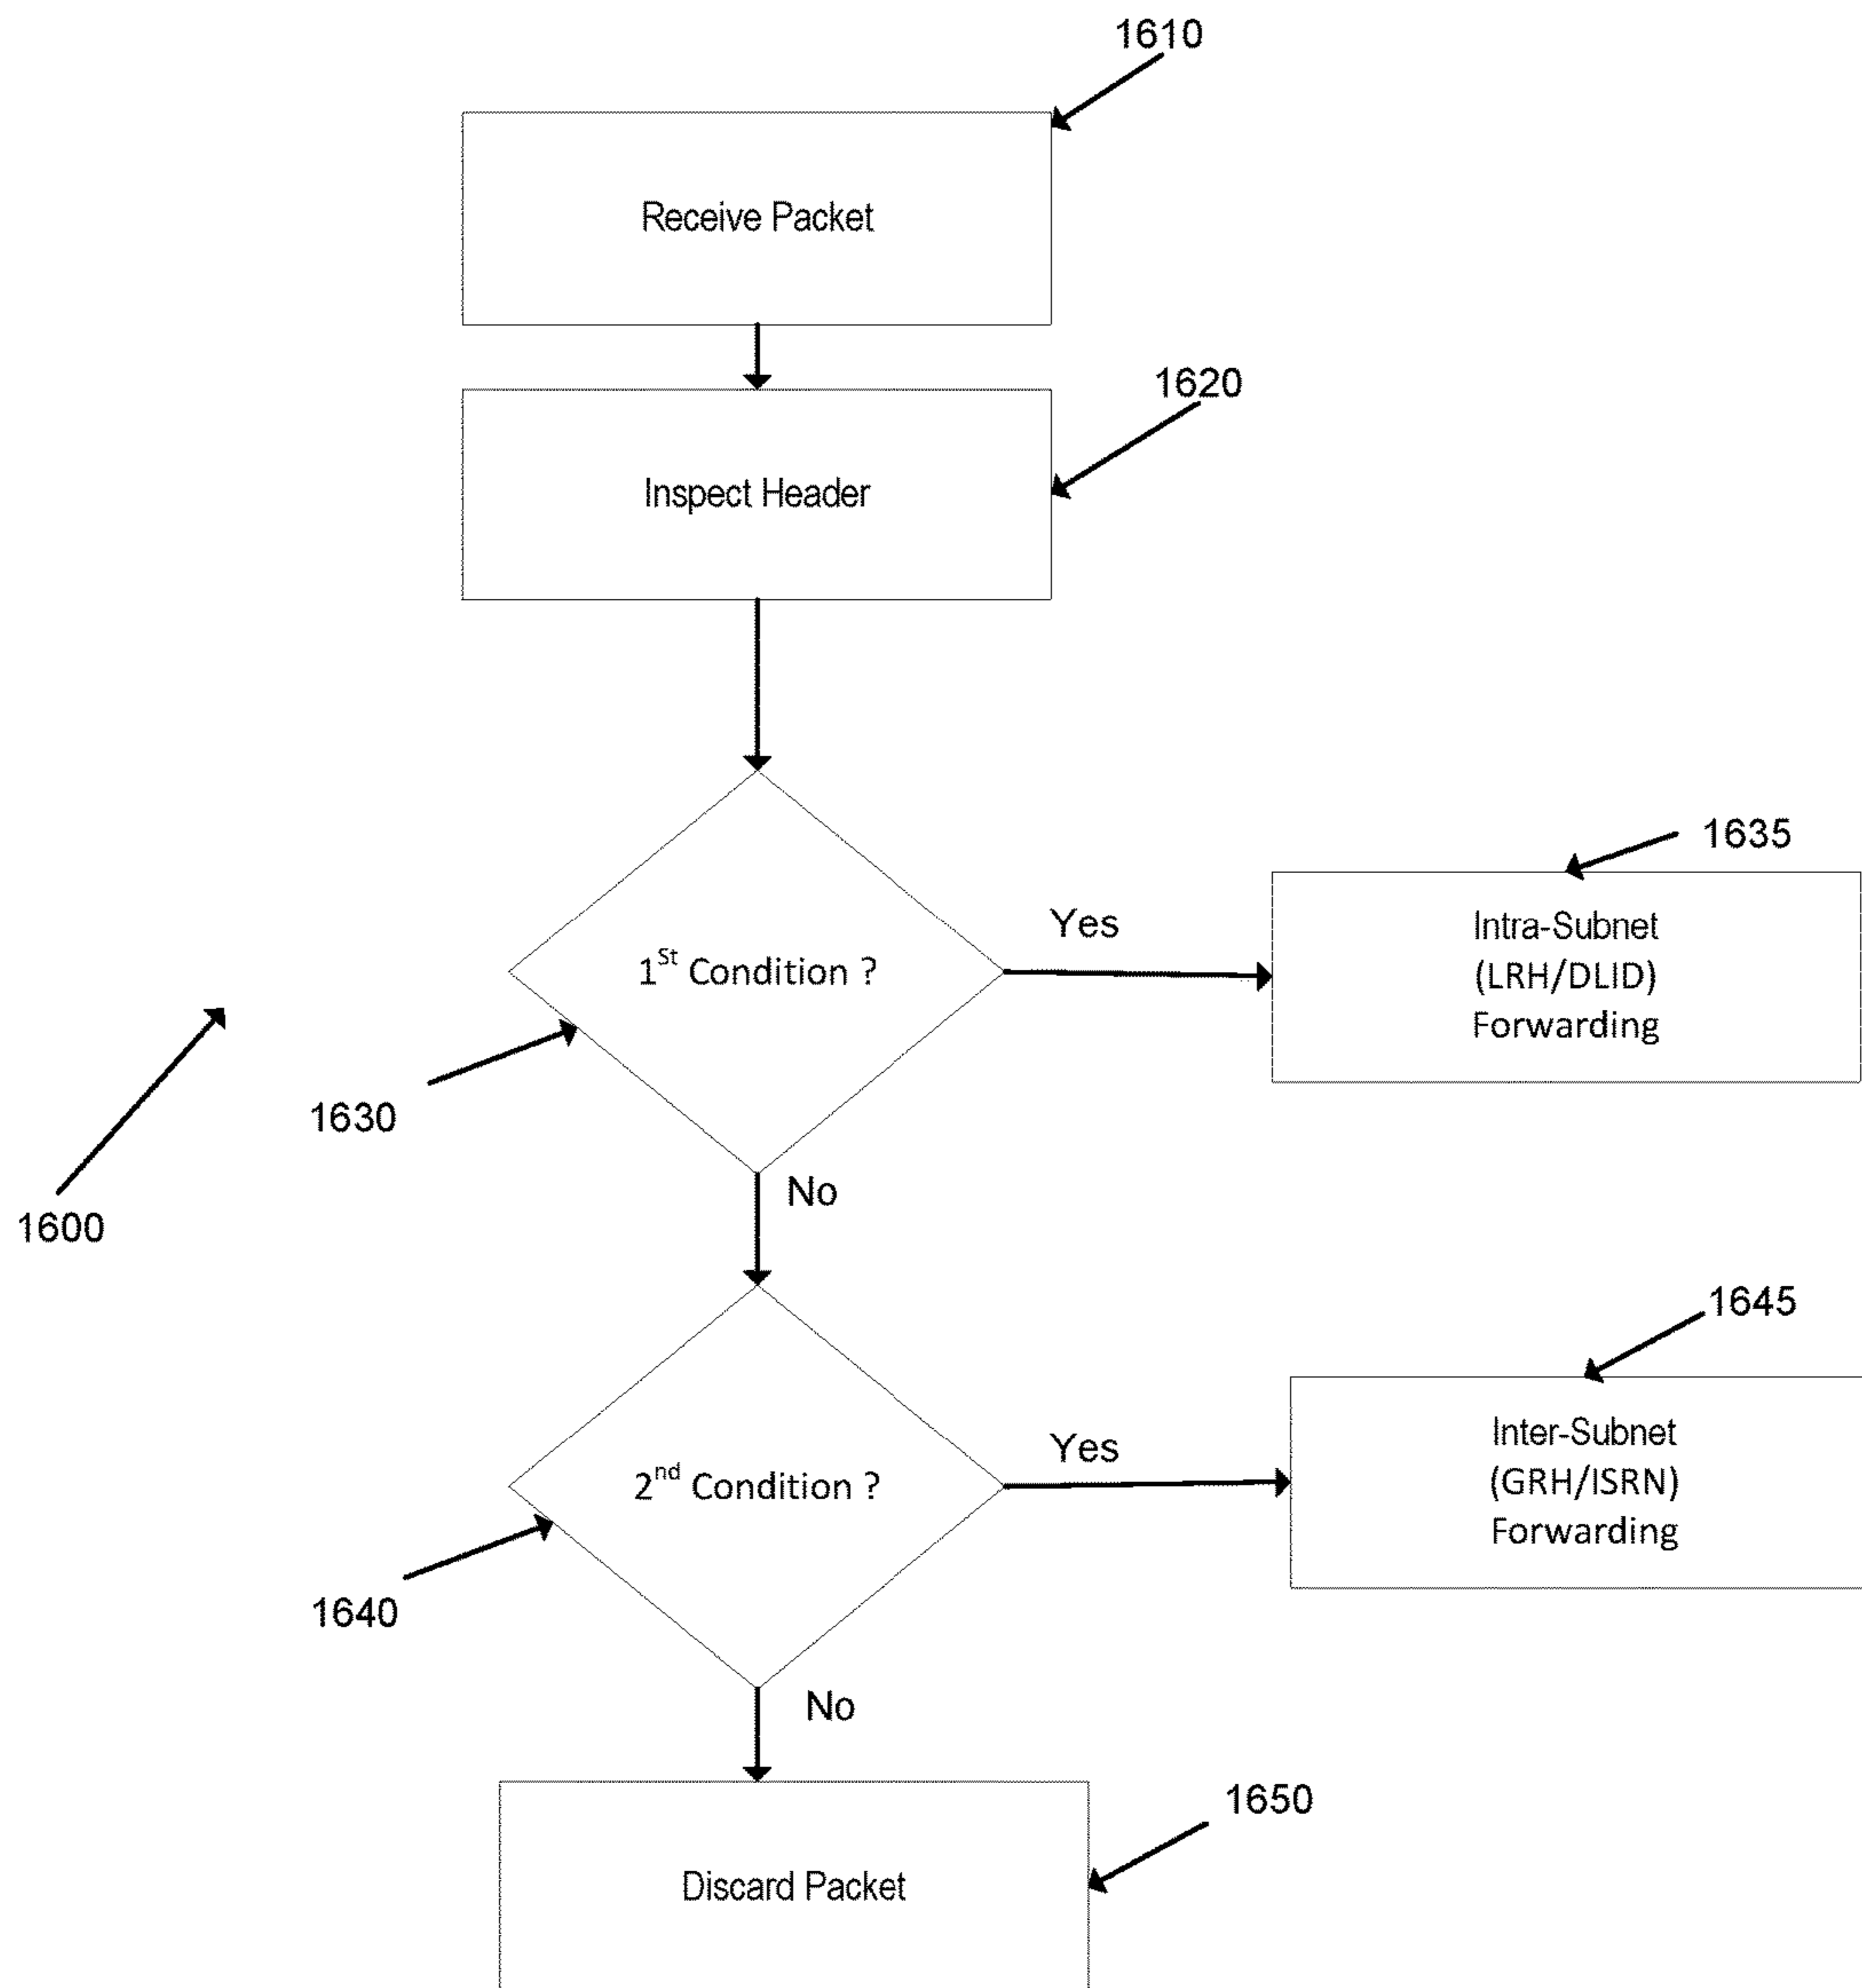 1610
Receive Packet
1620
Inspect Header
1635
Yes
Intra-Subnet
(LRH/DLID)
Forwarding
1St Condition ?
1630
No
1600
1645
Yes
Inter-Subnet
(GRH/ISRN)
Forwarding
2nd Condition ?
1640
No
1650
Discard Packet